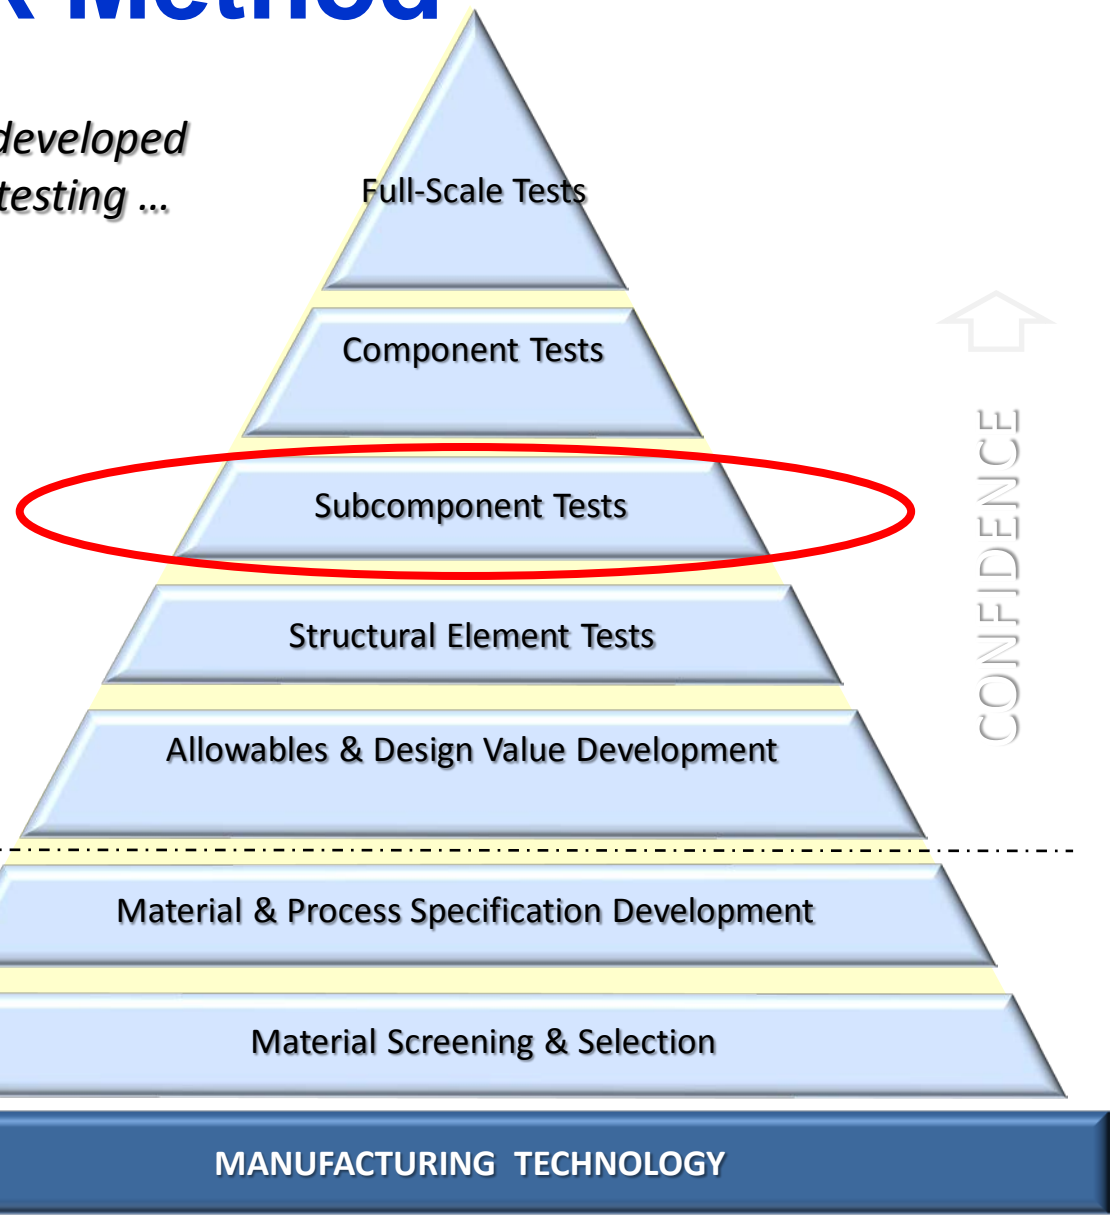 Method
developed
testing …
Full-Scale Tests
Component Tests
Subcomponent Tests
Structural Element Tests
Allowables & Design Value Development
Material & Process Specification Development
Material Screening & Selection
MANUFACTURING TECHNOLOGY
CONFIDENCE